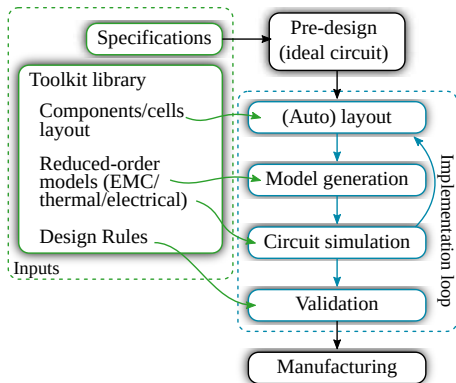 Specifications
Pre-design
(ideal circuit)
Toolkit library
Components/cells
layout
Reduced-order
models (EMC/
thermal/electrical)
Design Rules
Inputs
(Auto) layout
Model generation
Circuit simulation
Validation
Implementation
loop
Manufacturing